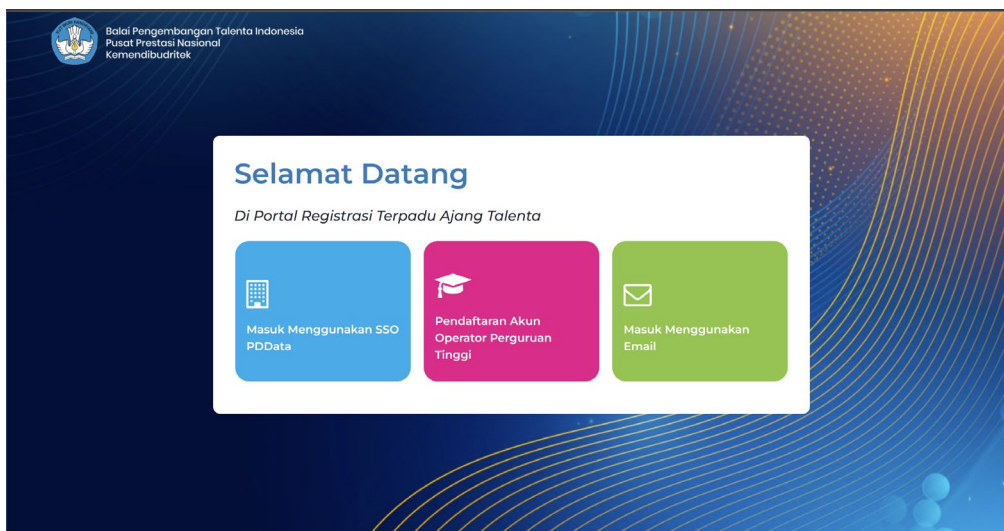 Balai Pengembangan Talenta Indonesia
Pusat Prestasi Nasional
Kemendibudritek
Selamat Datang
Di Portal Registrasi Terpadu Ajang Talenta
Masuk Menggunakan SSO
PDData
Pendaftaran Akun
Operator Perguruan
Tinggi
Masuk Menggunakan
Email